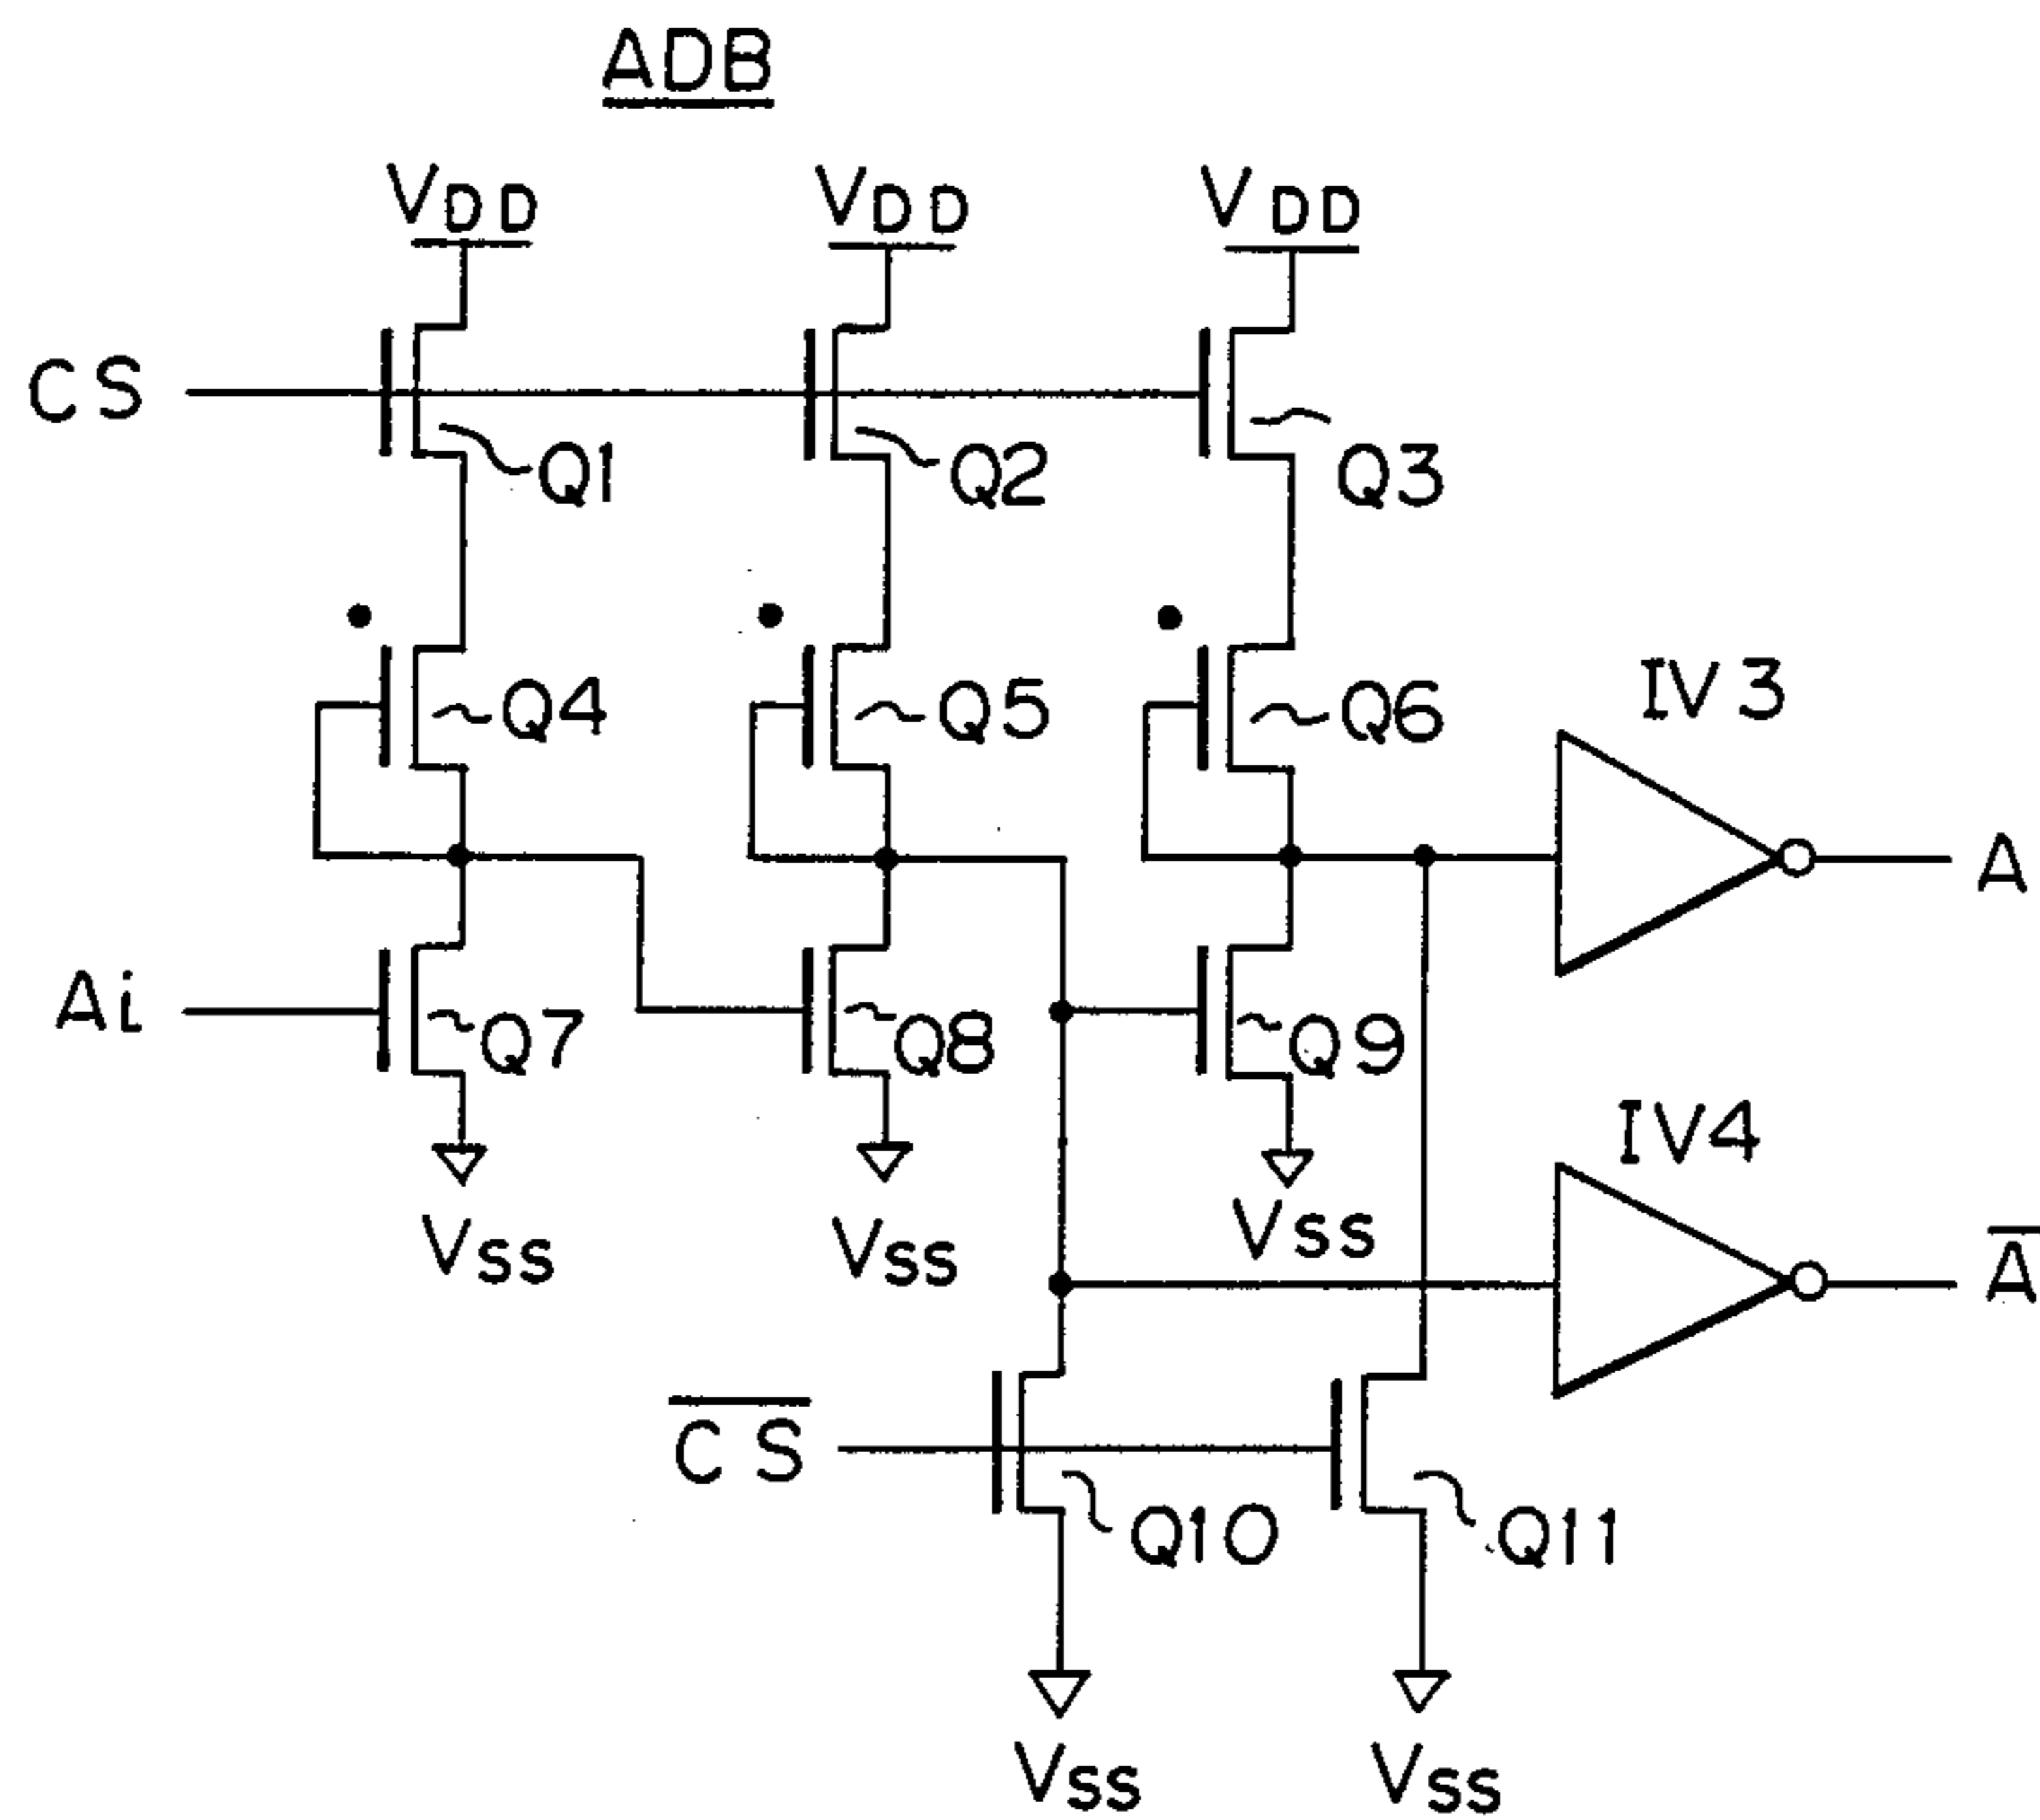 ADB
VDD VDD VDD
CS
Q1 Q2 Q3
Q4 Q5 Q6 IV3
A
Ai
Q7 Q8 Q9
IV4
Vss Vss Vss
A̅
C̅S̅
Q10 Q11
Vss Vss